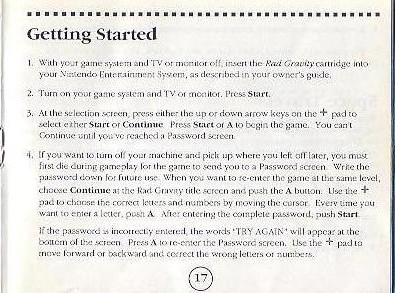 Getting Started
1. With your game system and TV or monitor off, insert the Rad Gravity cartridge into
your Nintendo Entertainment System, as described in your owner's guide.
2. Turn on your game system and TV or monitor. Press Start.
3. At the selection screen, press either the up or down arrow keys on the + pad to
select either Start or Continue. Press Start or A to begin the game. You can't
Continue until you've reached a Password screen.
4. If you want to turn off your machine and pick up where you left off later, you must
first die during gameplay for the game to send you to a Password screen. Write the
password down for future use. When you want to re-enter the game at the same level,
choose Continue at the Rad Gravity title screen and push the A button. Use the +
pad to choose the correct letters and numbers by moving the cursor. Every time you
want to enter a letter, push A. After entering the complete password, push Start.
If the password is incorrectly entered, the words "TRY AGAIN" will appear at the
bottom of the screen. Press A to re-enter the Password screen. Use the + pad to
move forward or backward and correct the wrong letters or numbers.
17